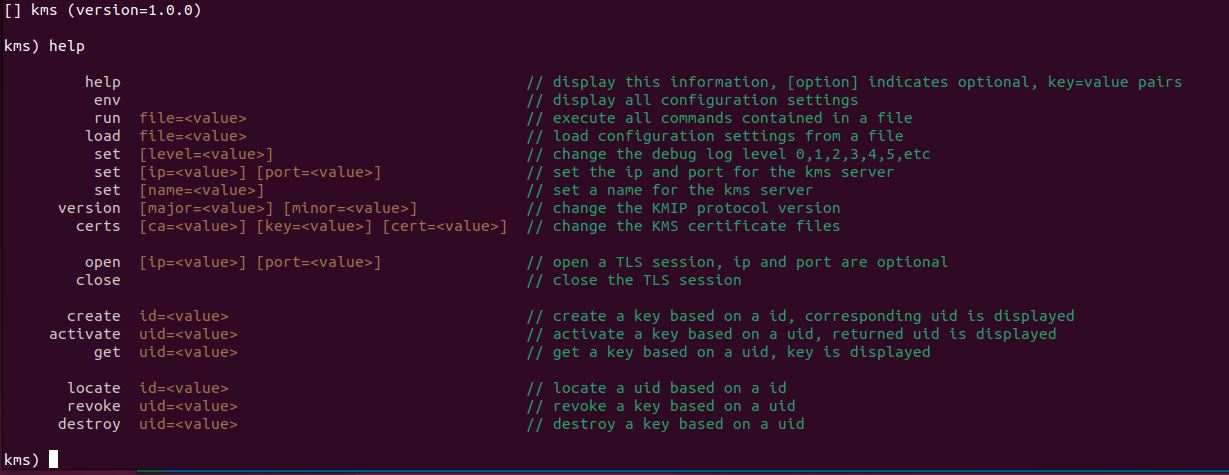 [] kms (version=1.0.0)
kms) help
help // display this information, [option] indicates optional, key=value pairs
env // display all configuration settings
run file=<value> // execute all commands contained in a file
load file=<value> // load configuration settings from a file
set [level=<value>] // change the debug log level 0,1,2,3,4,5,etc
set [ip=<value>] [port=<value>] // set the ip and port for the kms server
set [name=<value>] // set a name for the kms server
version [major=<value>] [minor=<value>] // change the KMIP protocol version
certs [ca=<value>] [key=<value>] [cert=<value>] // change the KMS certificate files
open [ip=<value>] [port=<value>] // open a TLS session, ip and port are optional
close // close the TLS session
create id=<value> // create a key based on a id, corresponding uid is displayed
activate uid=<value> // activate a key based on a uid, returned uid is displayed
get uid=<value> // get a key based on a uid, key is displayed
locate id=<value> // locate a uid based on a id
revoke uid=<value> // revoke a key based on a uid
destroy uid=<value> // destroy a key based on a uid
kms)